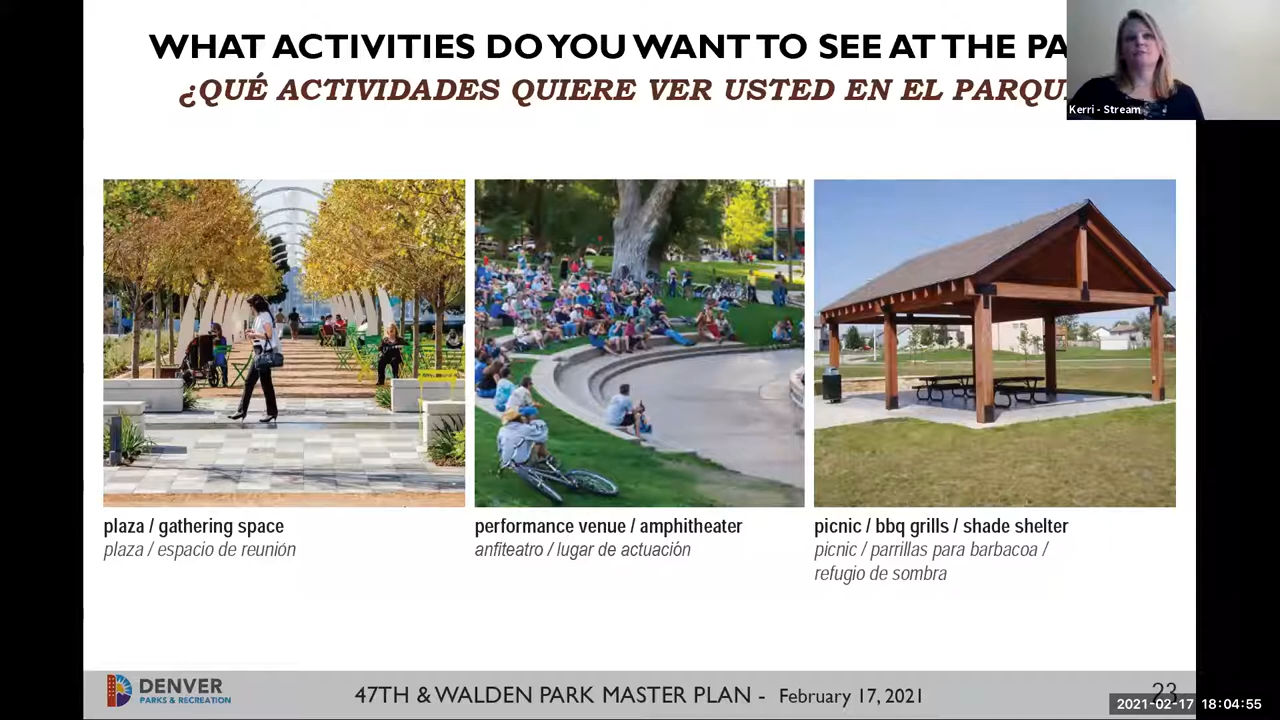 WHAT ACTIVITIES DO YOU WANT TO SEE AT THE PA
¿QUÉ ACTIVIDADES QUIERE VER USTED EN EL PARQU
Kerri - Stream
plaza / gathering space
plaza / espacio de reunión
performance venue / amphitheater
anfiteatro / lugar de actuación
picnic / bbq grills / shade shelter
picnic / parrillas para barbacoa /
refugio de sombra
DENVER
PARKS & RECREATION
47TH & WALDEN PARK MASTER PLAN - February 17, 2021
23
2021-02-17 18:04:55